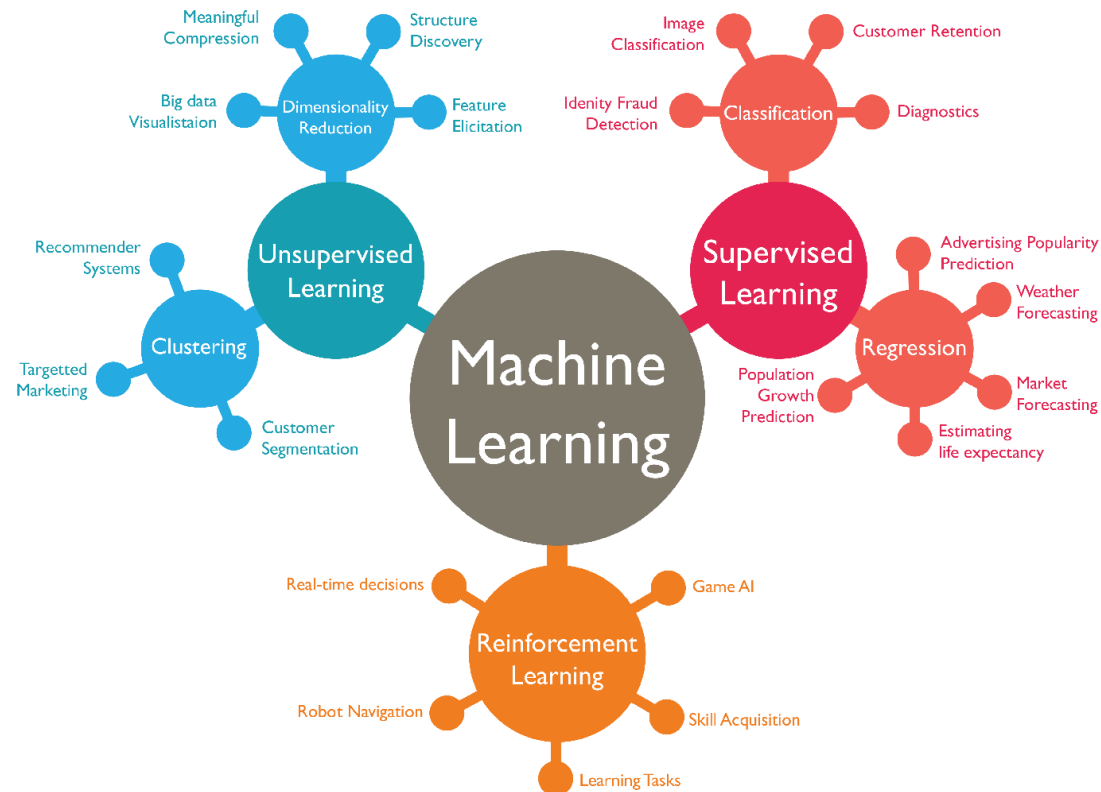 Meaningful
Compression
Structure
Discovery
Big data
Visualistaion
Dimensionality
Reduction
Feature
Elicitation
Image
Classification
Customer Retention
Idenity Fraud
Detection
Classification
Diagnostics
Recommender
Systems
Unsupervised
Learning
Clustering
Targetted
Marketing
Customer
Segmentation
Machine
Learning
Supervised
Learning
Advertising Popularity
Prediction
Weather
Forecasting
Regression
Population
Growth
Prediction
Market
Forecasting
Estimating
life expectancy
Real-time decisions
Game AI
Reinforcement
Learning
Robot Navigation
Skill Acquisition
Learning Tasks